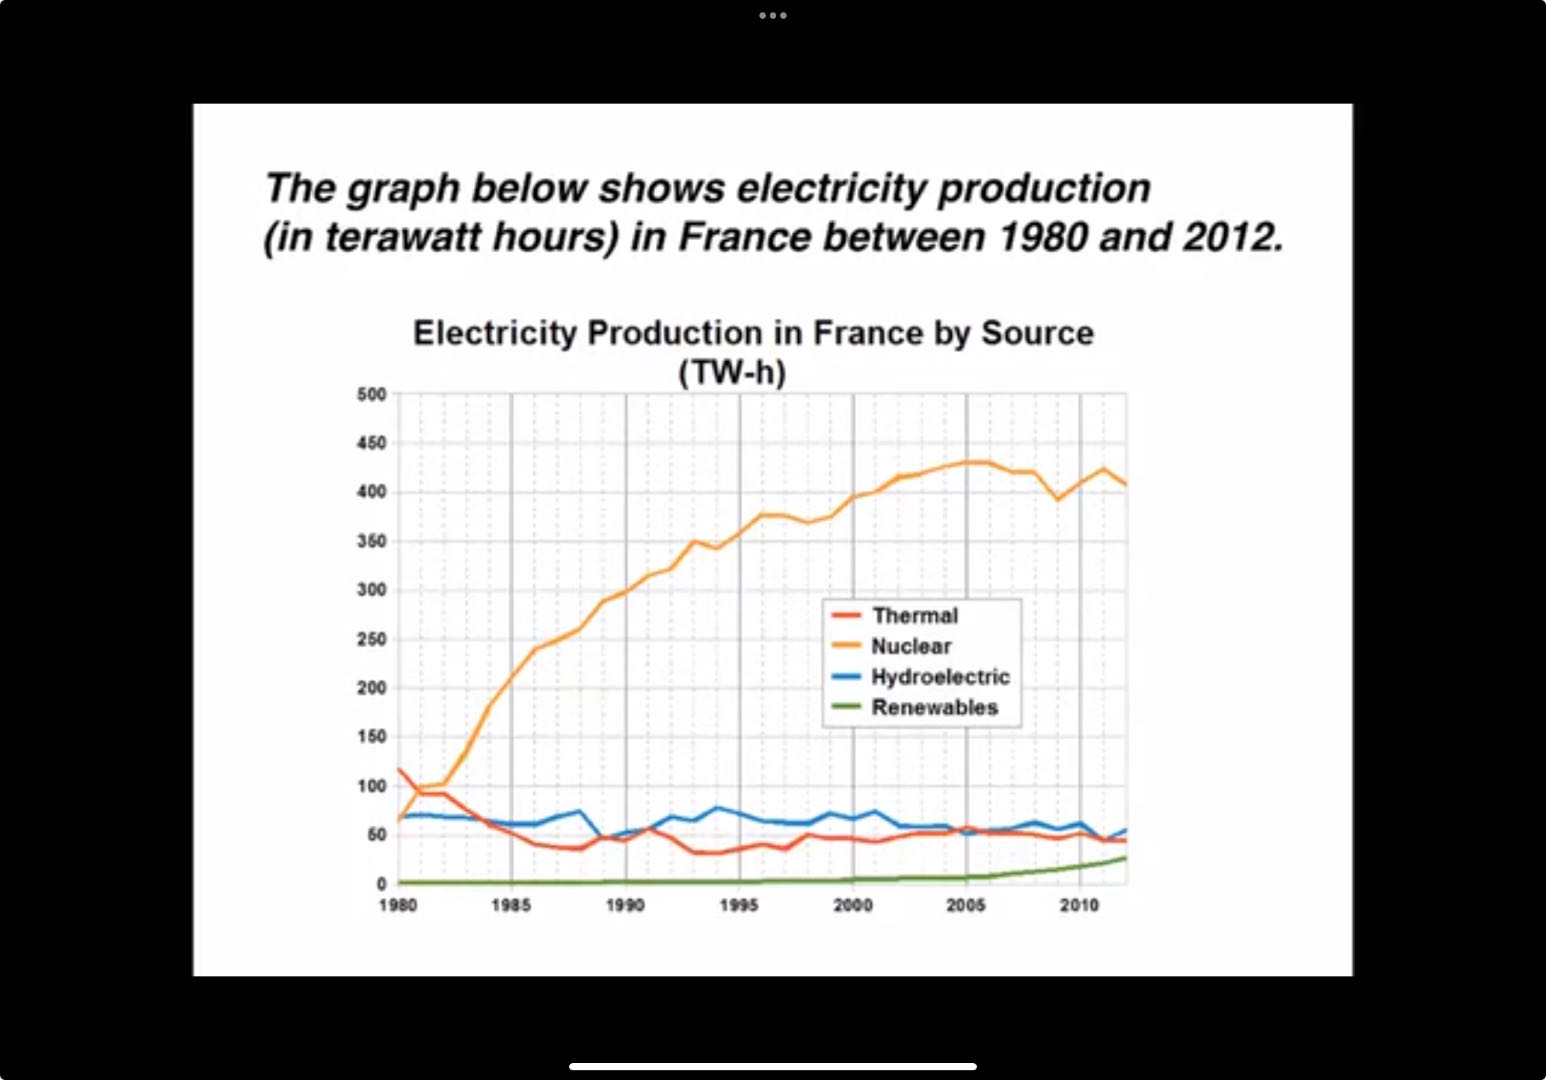 The graph below shows electricity production
(in terawatt hours) in France between 1980 and 2012.
Electricity Production in France by Source
(TW-h)
500
450
400
350
300
250
200
150
100
50
0
Thermal
Nuclear
Hydroelectric
Renewables
1980 1985 1990 1995 2000 2005 2010